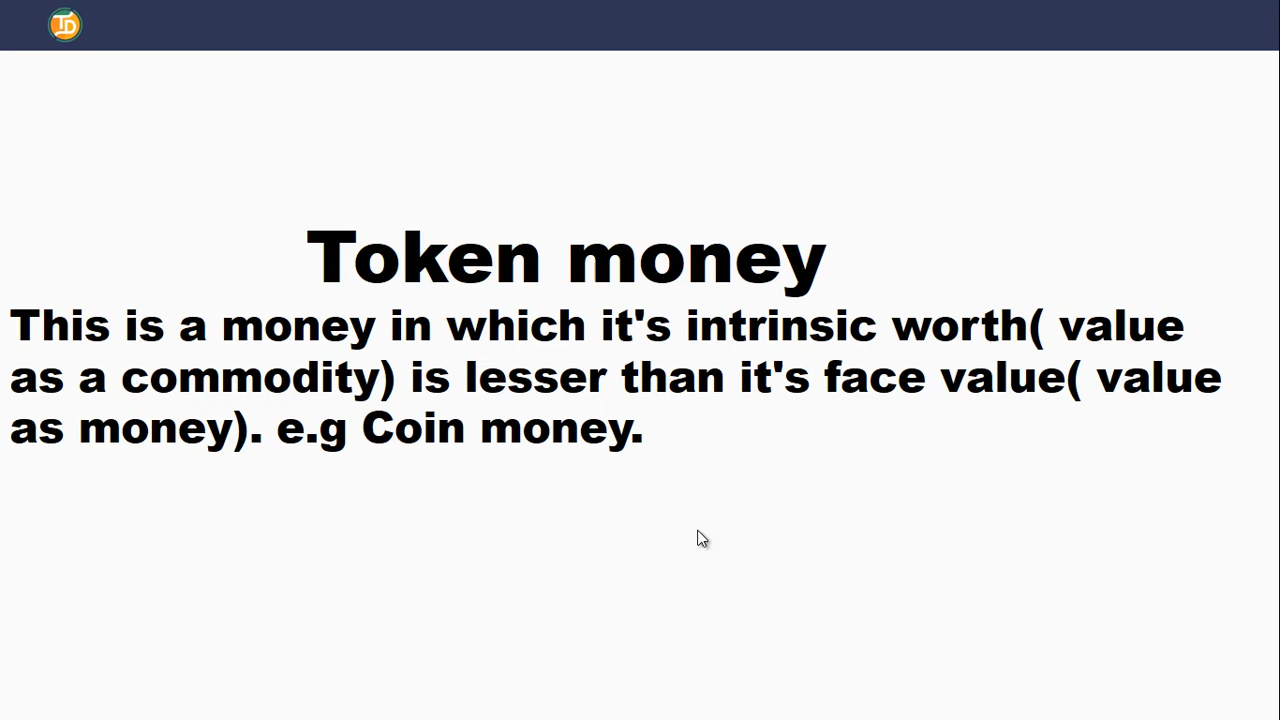 TD
Token money
This is a money in which it's intrinsic worth( value
as a commodity) is lesser than it's face value( value
as money). e.g Coin money.